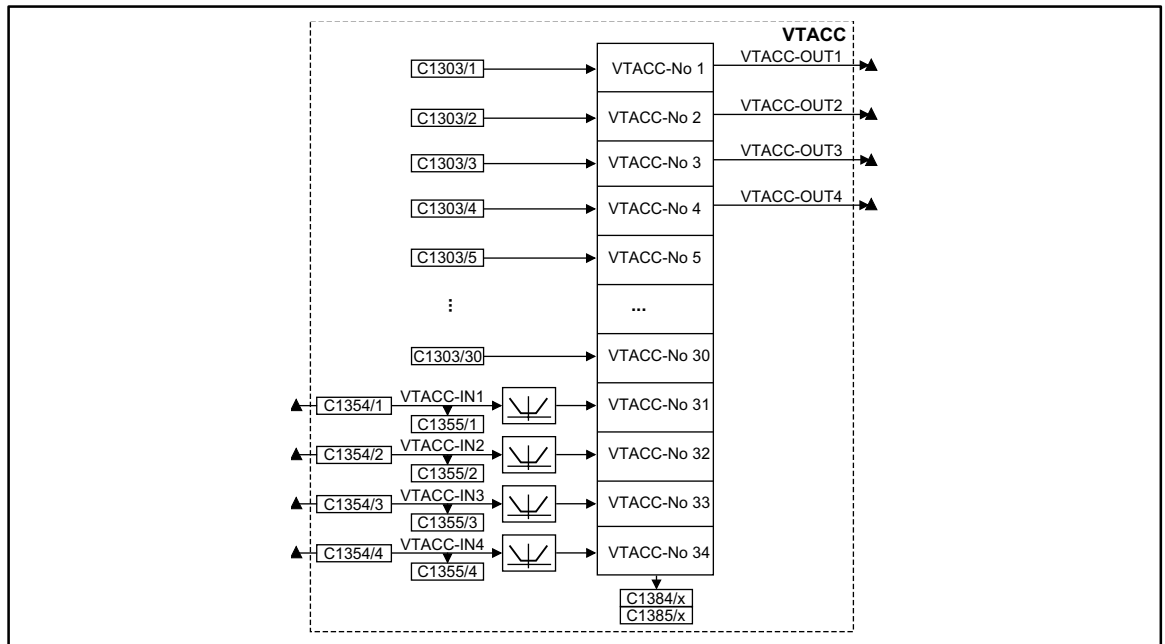 VTACC
C1303/1 VTACC-No 1 VTACC-OUT1
C1303/2 VTACC-No 2 VTACC-OUT2
C1303/3 VTACC-No 3 VTACC-OUT3
C1303/4 VTACC-No 4 VTACC-OUT4
C1303/5 VTACC-No 5
... ...
C1303/30 VTACC-No 30
C1354/1 VTACC-IN1 VTACC-No 31
C1355/1
C1354/2 VTACC-IN2 VTACC-No 32
C1355/2
C1354/3 VTACC-IN3 VTACC-No 33
C1355/3
C1354/4 VTACC-IN4 VTACC-No 34
C1355/4
C1384/x
C1385/x